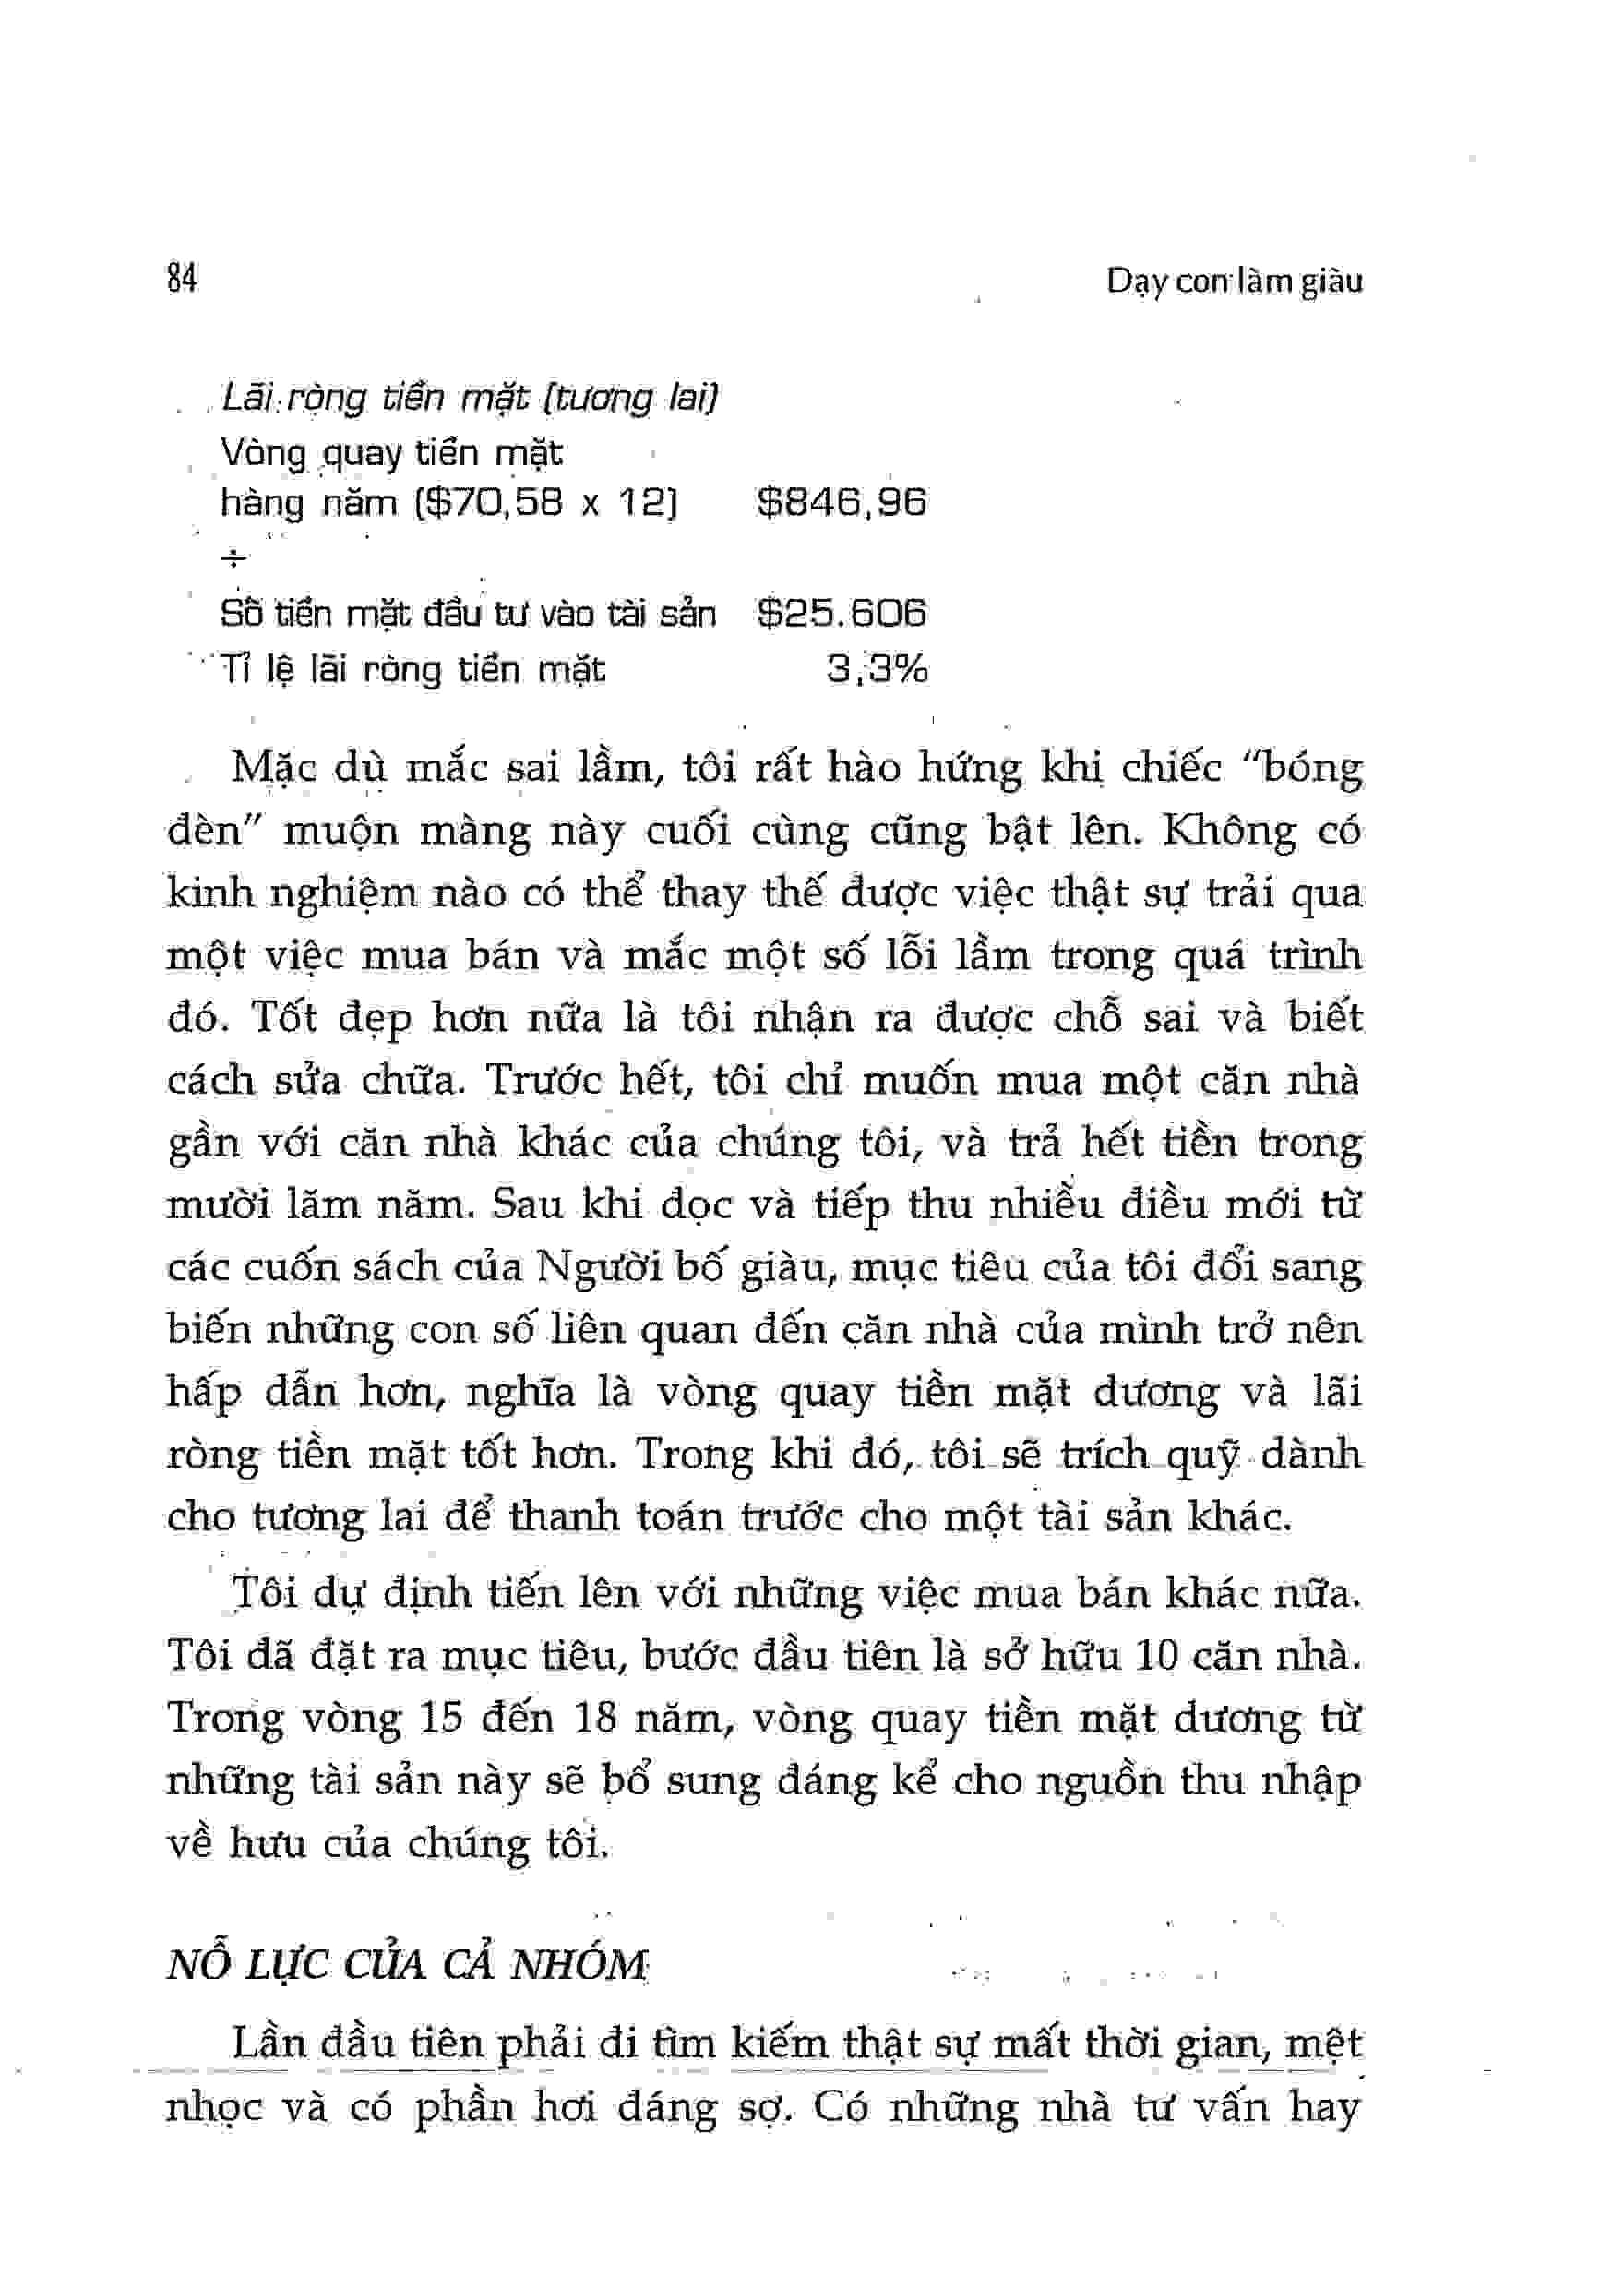 84 Dạy con làm giàu
Lãi ròng tiền mặt (tương lai)
Vòng quay tiền mặt
hàng năm ($70,58 x 12) $846,96
÷
Số tiền mặt đầu tư vào tài sản $25.606
Tỉ lệ lãi ròng tiền mặt 3,3%
Mặc dù mắc sai lầm, tôi rất hào hứng khi chiếc "bóng
đèn" muộn màng này cuối cùng cũng bật lên. Không có
kinh nghiệm nào có thể thay thế được việc thật sự trải qua
một việc mua bán và mắc một số lỗi lầm trong quá trình
đó. Tốt đẹp hơn nữa là tôi nhận ra được chỗ sai và biết
cách sửa chữa. Trước hết, tôi chỉ muốn mua một căn nhà
gần với căn nhà khác của chúng tôi, và trả hết tiền trong
mười lăm năm. Sau khi đọc và tiếp thu nhiều điều mới từ
các cuốn sách của Người bố giàu, mục tiêu của tôi đổi sang
biến những con số liên quan đến căn nhà của mình trở nên
hấp dẫn hơn, nghĩa là vòng quay tiền mặt dương và lãi
ròng tiền mặt tốt hơn. Trong khi đó, tôi sẽ trích quỹ dành
cho tương lai để thanh toán trước cho một tài sản khác.
Tôi dự định tiến lên với những việc mua bán khác nữa.
Tôi đã đặt ra mục tiêu, bước đầu tiên là sở hữu 10 căn nhà.
Trong vòng 15 đến 18 năm, vòng quay tiền mặt dương từ
những tài sản này sẽ bổ sung đáng kể cho nguồn thu nhập
về hưu của chúng tôi.
NỖ LỰC CỦA CẢ NHÓM
Lần đầu tiên phải đi tìm kiếm thật sự mất thời gian, mệt
nhọc và có phần hơi đáng sợ. Có những nhà tư vấn hay